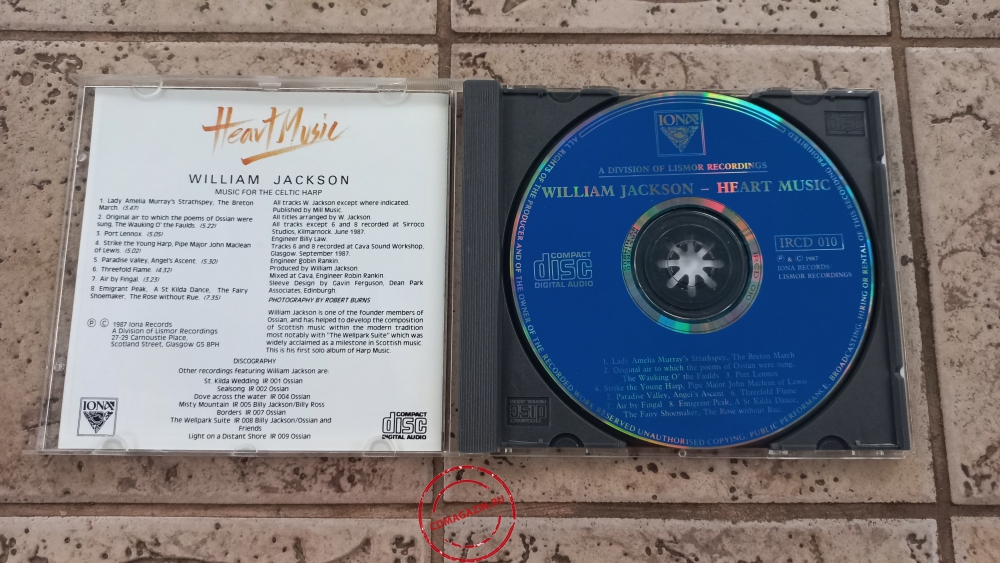 Heart Music
WILLIAM JACKSON
MUSIC FOR THE CELTIC HARP
1. Lady Amelia Murray's Strathspey, The Breton
March. (3.47)
2. Original air to which the poems of Ossian were
sung, The Wauking O' the Faulds. (5.22)
3. Port Lennox. (5.05)
4. Strike the Young Harp, Pipe Major John Maclean
of Lewis. (5.02)
5. Paradise Valley, Angel's Ascent. (5.30)
6. Threefold Flame. (4.32)
7. Air by Fingal. (3.23)
8. Emigrant Peak, A St Kilda Dance, The Fairy
Shoemaker, The Rose without Rue. (7.35)
℗ © 1987 Iona Records
A Division of Lismor Recordings
27-29 Carnoustie Place,
Scotland Street, Glasgow G5 8PH
All tracks W. Jackson except where indicated.
Published by Mill Music.
All titles arranged by W. Jackson.
All tracks except 6 and 8 recorded at Sirroco
Studios, Kilmarnock. June 1987.
Engineer Billy Law.
Tracks 6 and 8 recorded at Cava Sound Workshop,
Glasgow. September 1987.
Engineer Robin Rankin.
Produced by William Jackson.
Mixed at Cava, Engineer Robin Rankin
Sleeve Design by Gavin Ferguson, Dean Park
Associates, Edinburgh.
PHOTOGRAPHY BY ROBERT BURNS
William Jackson is one of the founder members of
Ossian, and has helped to develop the composition
of Scottish music within the modern tradition
most notably with "The Wellpark Suite" which was
widely acclaimed as a milestone in Scottish music.
This is his first solo album of Harp Music.
DISCOGRAPHY
Other recordings featuring William Jackson are:
St. Kilda Wedding IR 001 Ossian
Sealsong IR 002 Ossian
Dove across the water IR 004 Ossian
Misty Mountain IR 005 Billy Jackson/Billy Ross
Borders IR 007 Ossian
The Wellpark Suite IR 008 Billy Jackson/Ossian and
Friends
Light on a Distant Shore IR 009 Ossian
IONA
COMPACT
disc
DIGITAL AUDIO
IONA
A DIVISION OF LISMOR RECORDINGS
WILLIAM JACKSON – HEART MUSIC
COMPACT
disc
DIGITAL AUDIO
IRCD 010
℗ & © 1987
IONA RECORDS
LISMOR RECORDINGS
1. Lady Amelia Murray's Strathspey, The Breton March
2. Original air to which the poems of Ossian were sung,
The Wauking O' the Faulds 3. Port Lennox
4. Strike the Young Harp, Pipe Major John Maclean of Lewis
5. Paradise Valley, Angel's Ascent 6. Threefold Flame
7. Air by Fingal 8. Emigrant Peak, A St Kilda Dance,
The Fairy Shoemaker, The Rose without Rue.
ALL RIGHTS OF THE PRODUCER AND OF THE OWNER OF THE RECORDED WORK RESERVED UNAUTHORISED COPYING, PUBLIC PERFORMANCE, BROADCASTING, HIRING OR RENTAL OF THIS RECORDING PROHIBITED
CDMAGAZIN.RU